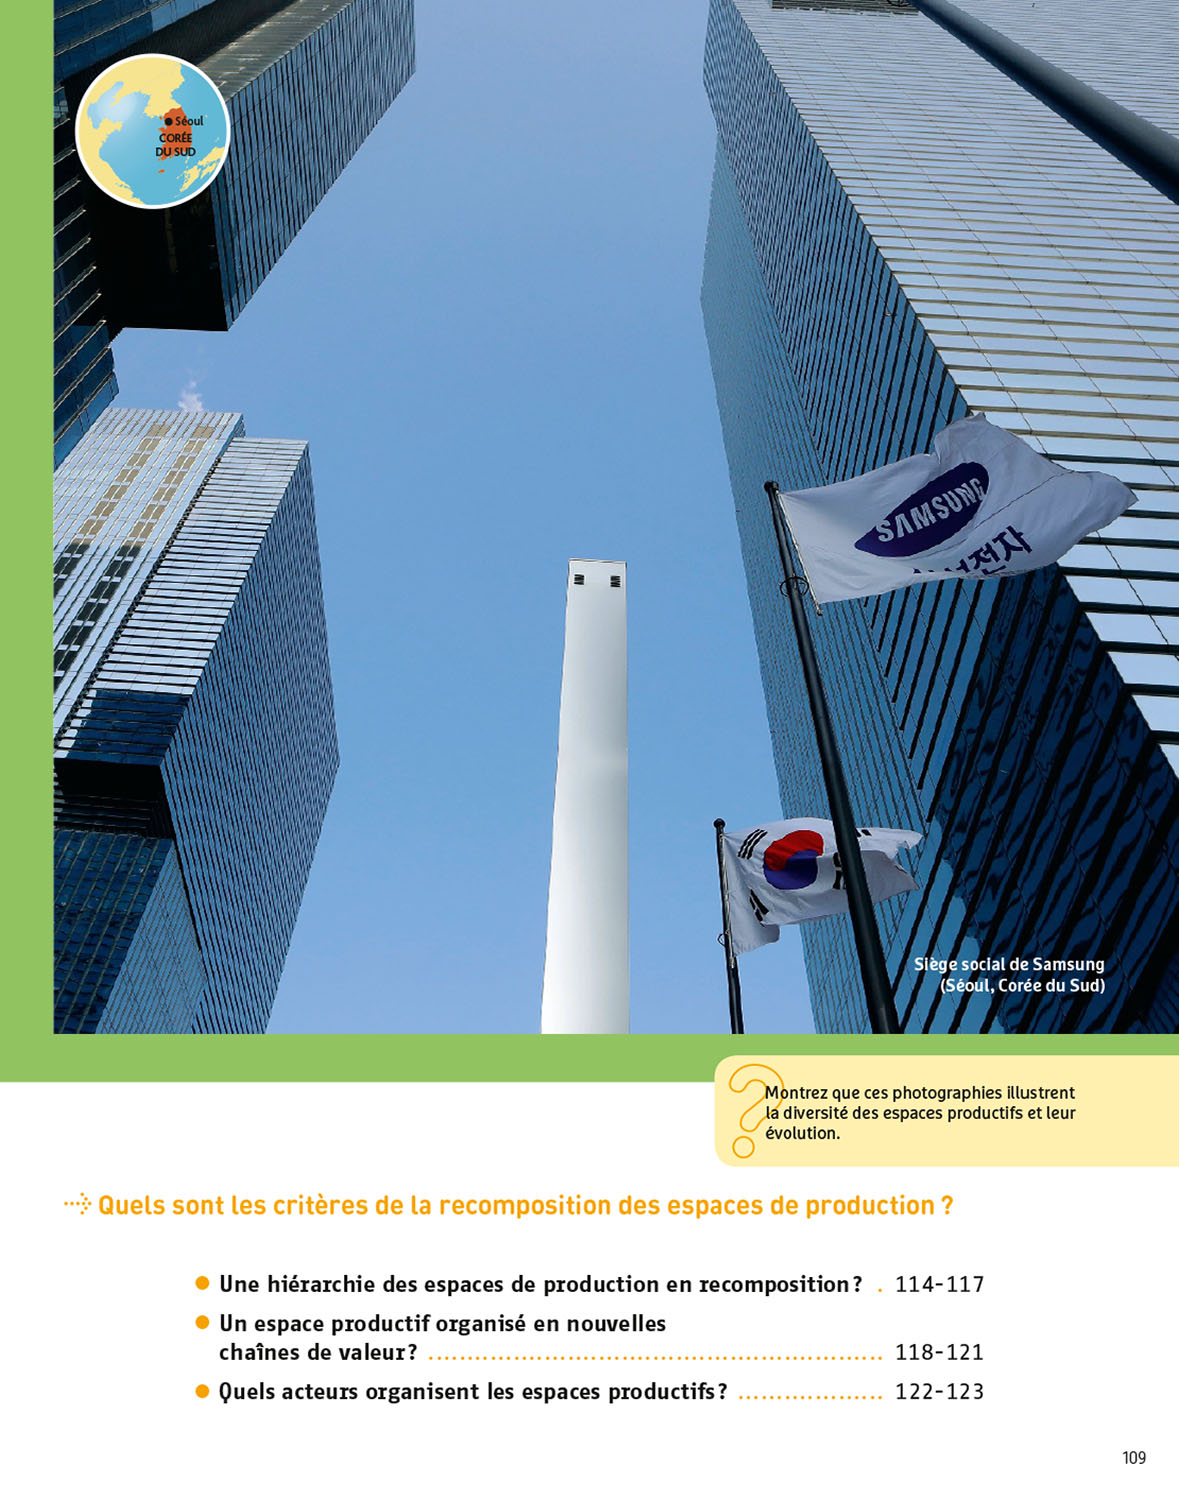 Séoul
CORÉE
DU SUD
SAMSUNG
전자
Siège social de Samsung
(Séoul, Corée du Sud)
?
Montrez que ces photographies illustrent
la diversité des espaces productifs et leur
évolution.
Quels sont les critères de la recomposition des espaces de production ?
● Une hiérarchie des espaces de production en recomposition ? . 114-117
● Un espace productif organisé en nouvelles
chaînes de valeur ? ........................................................ 118-121
● Quels acteurs organisent les espaces productifs ? ................... 122-123
109